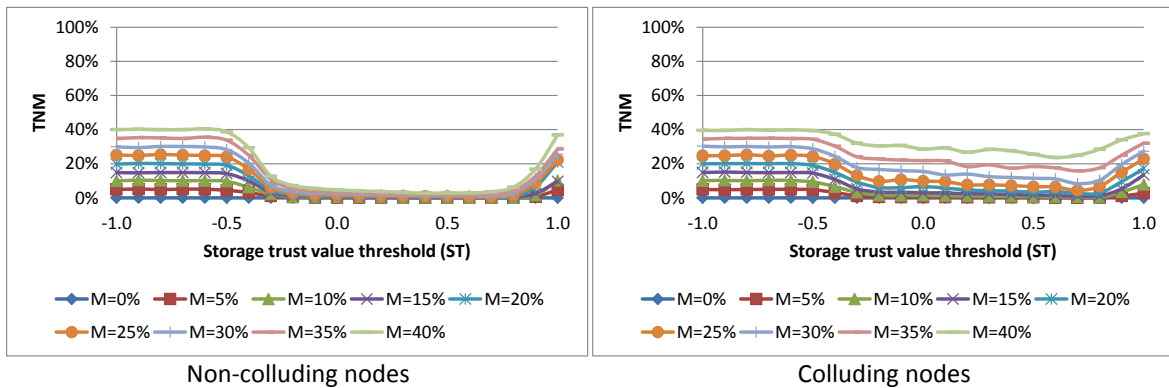 100%
80%
60%
40%
20%
0%
TNM
-1.0 -0.5 0.0 0.5 1.0
Storage trust value threshold (ST)
M=0% M=5% M=10% M=15% M=20%
M=25% M=30% M=35% M=40%
Non-colluding nodes
100%
80%
60%
40%
20%
0%
TNM
-1.0 -0.5 0.0 0.5 1.0
Storage trust value threshold (ST)
M=0% M=5% M=10% M=15% M=20%
M=25% M=30% M=35% M=40%
Colluding nodes